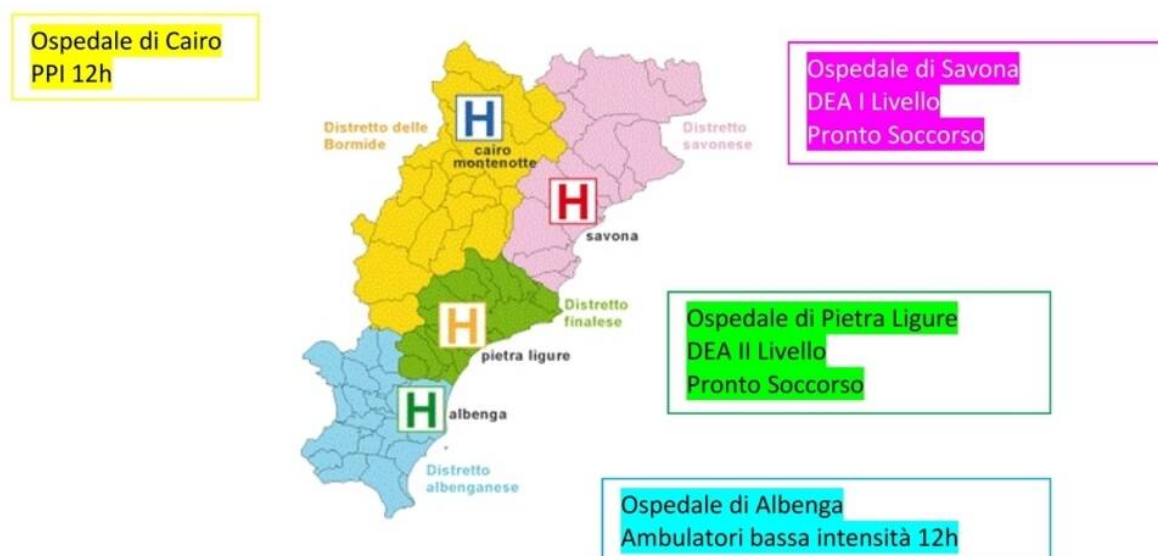 Ospedale di Cairo
PPI 12h
Ospedale di Savona
DEA I Livello
Pronto Soccorso
Distretto delle
Bormide
H
cairo
montenotte
Distretto
savonese
H
savona
Distretto
finalese
H
pietra ligure
Ospedale di Pietra Ligure
DEA II Livello
Pronto Soccorso
H
albenga
Distretto
albenganese
Ospedale di Albenga
Ambulatori bassa intensità 12h